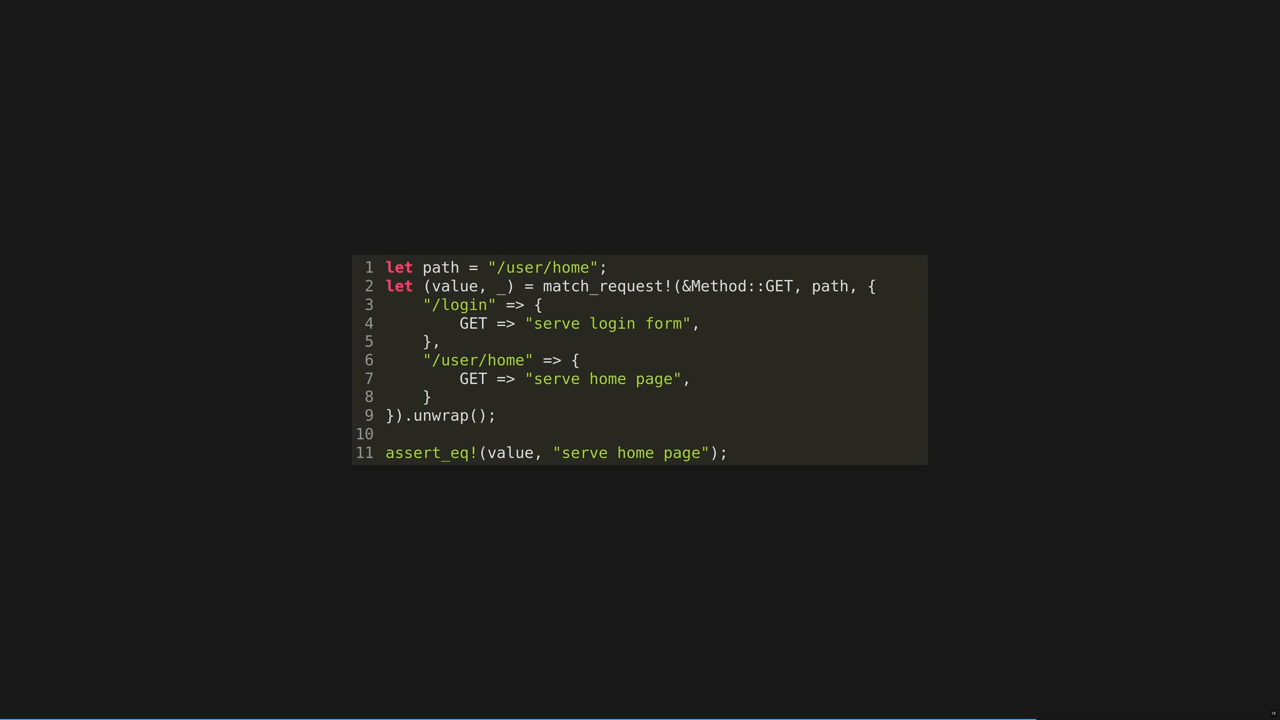 1 let path = "/user/home";
2 let (value, _) = match_request!(&Method::GET, path, {
3     "/login" => {
4         GET => "serve login form",
5     },
6     "/user/home" => {
7         GET => "serve home page",
8     }
9 }).unwrap();
10
11 assert_eq!(value, "serve home page");